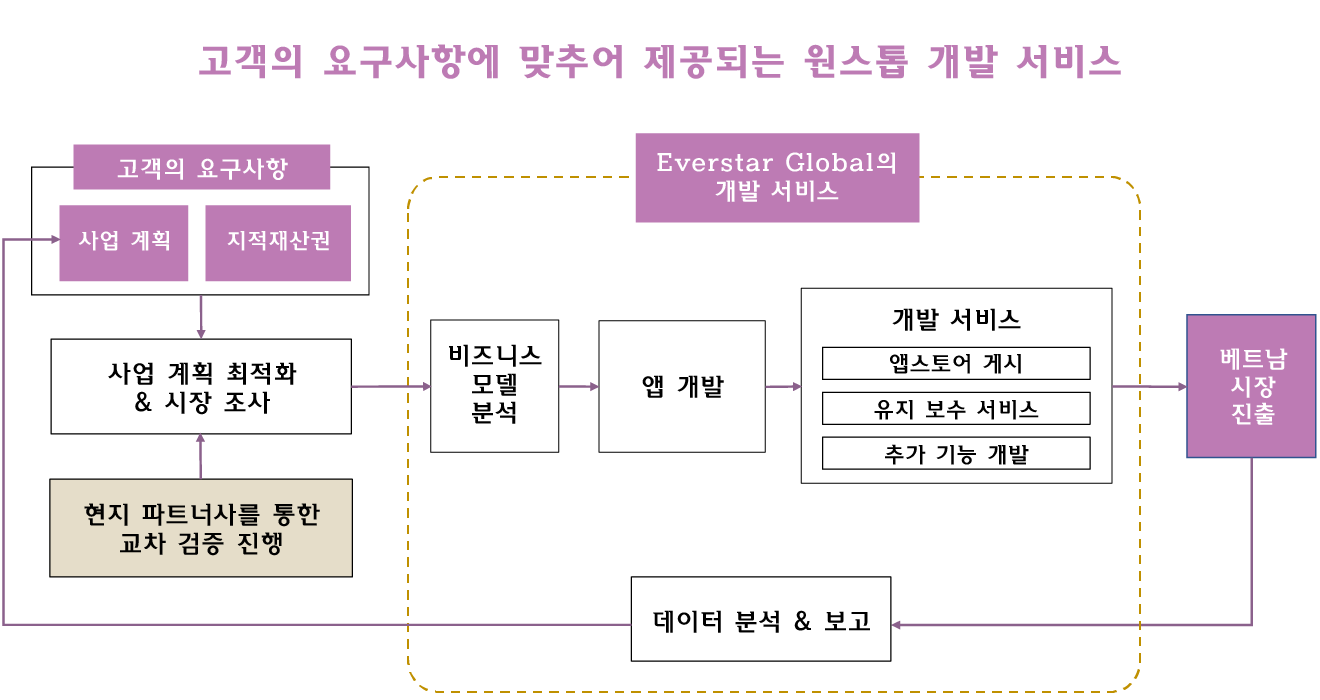 고객의 요구사항에 맞추어 제공되는 원스톱 개발 서비스
고객의 요구사항
사업 계획
지적재산권
사업 계획 최적화
& 시장 조사
현지 파트너사를 통한
교차 검증 진행
Everstar Global의
개발 서비스
비즈니스
모델
분석
앱 개발
개발 서비스
앱스토어 게시
유지 보수 서비스
추가 기능 개발
베트남
시장
진출
데이터 분석 & 보고